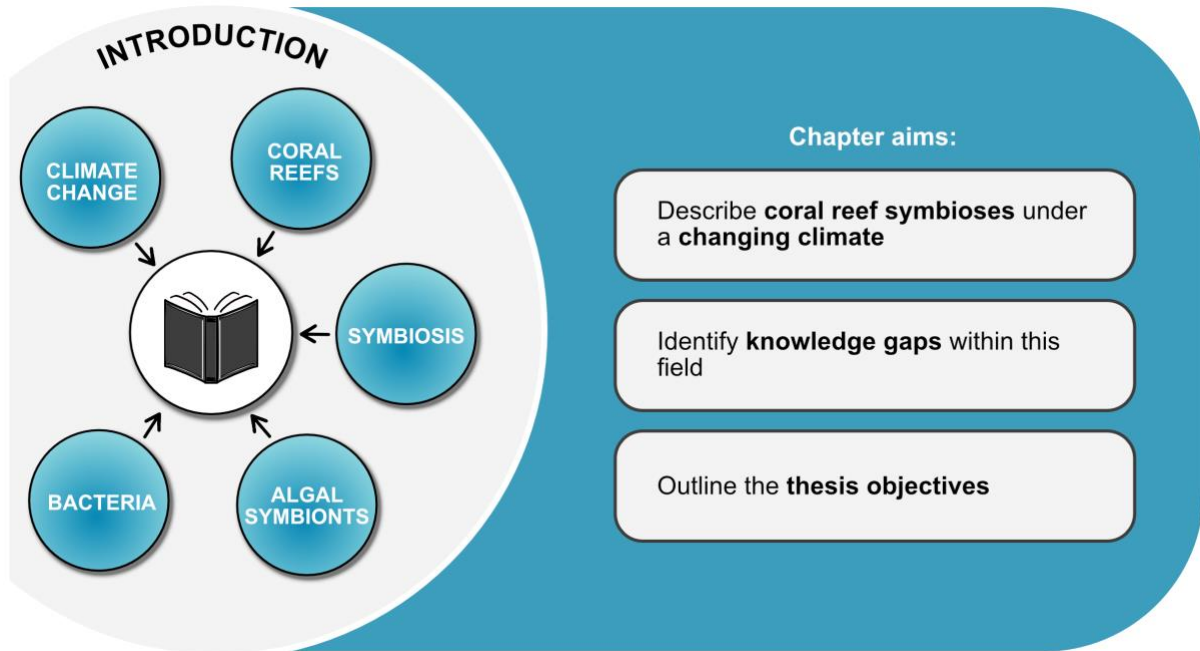 INTRODUCTION
CLIMATE
CHANGE
CORAL
REEFS
SYMBIOSIS
BACTERIA
ALGAL
SYMBIONTS
Chapter aims:
Describe coral reef symbioses under
a changing climate
Identify knowledge gaps within this
field
Outline the thesis objectives